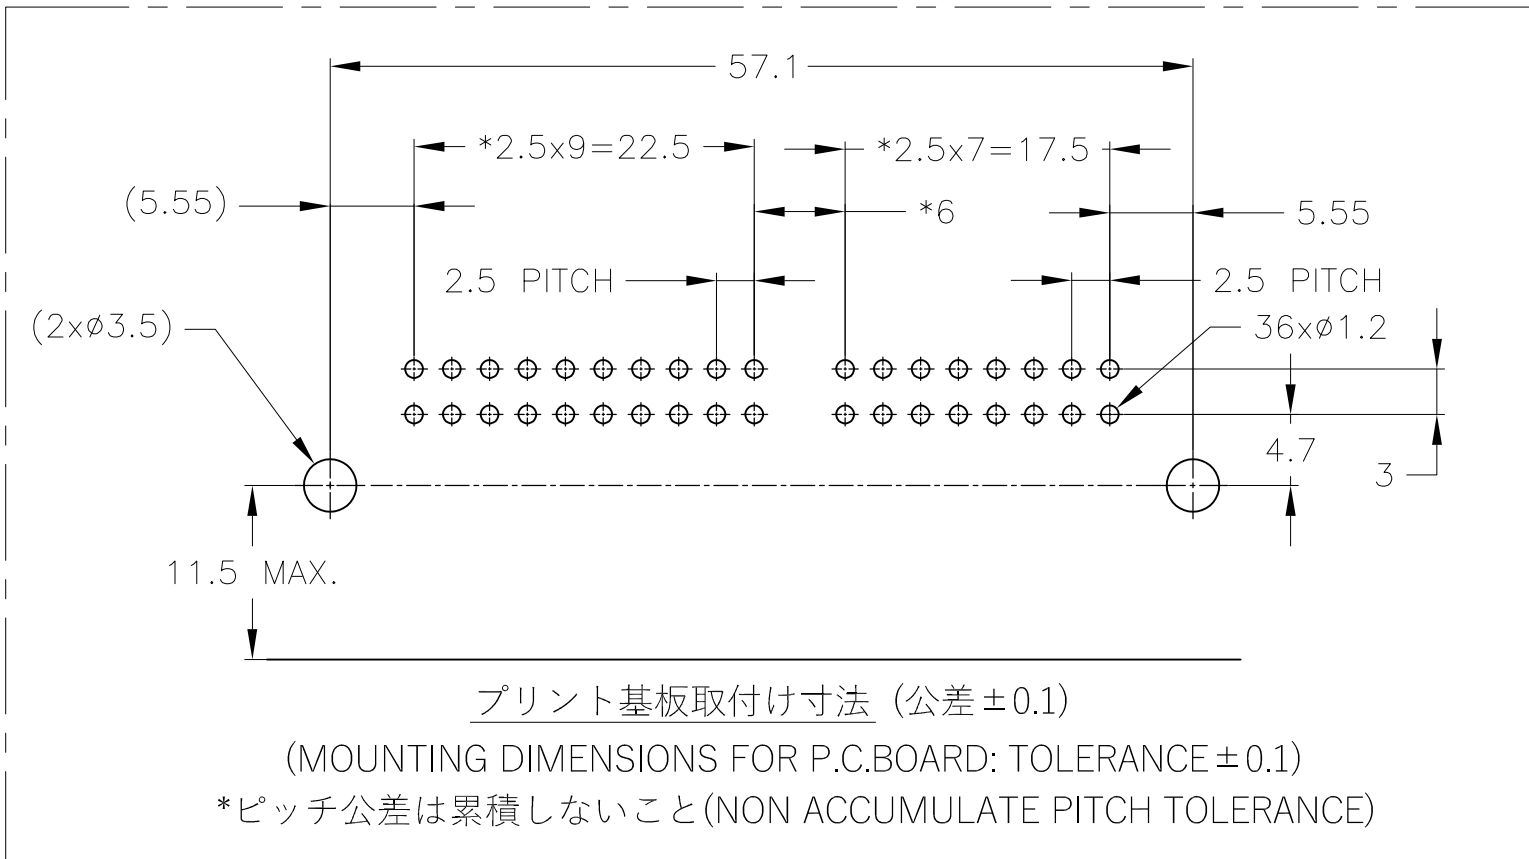 57.1
*2.5x9=22.5
*2.5x7=17.5
(5.55)
*6
5.55
2.5 PITCH
2.5 PITCH
(2xø3.5)
36xø1.2
4.7
3
11.5 MAX.
プリント基板取付け寸法 (公差±0.1)
(MOUNTING DIMENSIONS FOR P.C.BOARD: TOLERANCE±0.1)
*ピッチ公差は累積しないこと(NON ACCUMULATE PITCH TOLERANCE)